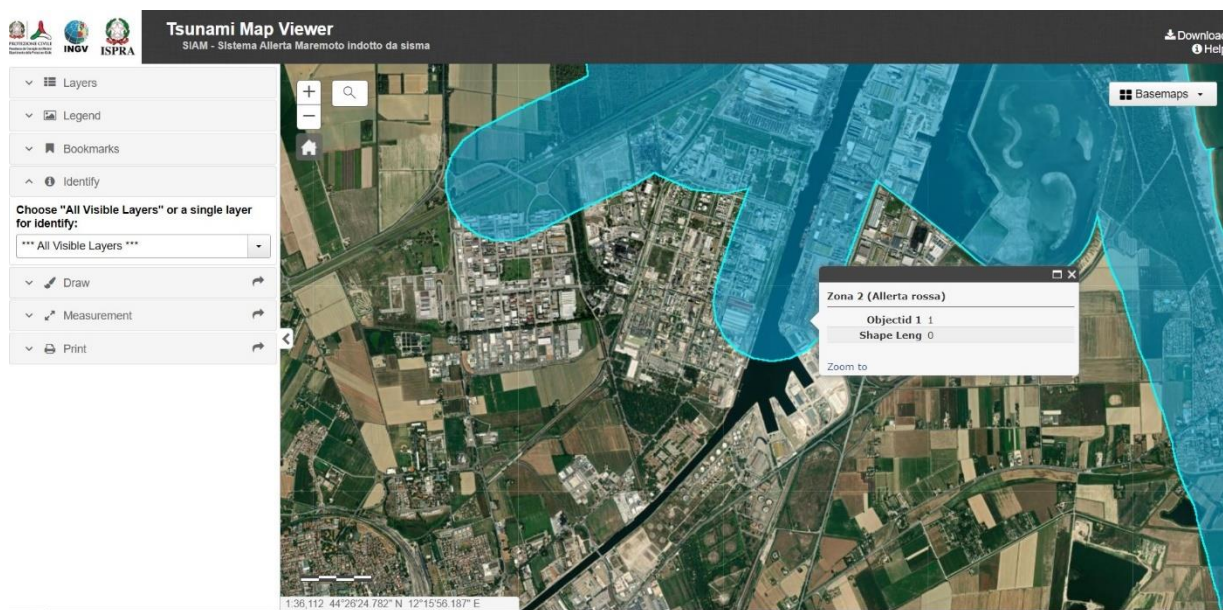 PROTEZIONE CIVILE
INGV
ISPRA
Tsunami Map Viewer
SIAM - Sistema Allerta Maremoto indotto da sisma
Download
Help
Layers
Legend
Bookmarks
Identify
Choose "All Visible Layers" or a single layer
for identify:
*** All Visible Layers ***
Draw
Measurement
Print
Basemaps
Zona 2 (Allerta rossa)
Objectid 1 1
Shape Leng 0
Zoom to
1:36,112 44°26'24.782" N 12°15'56.187" E